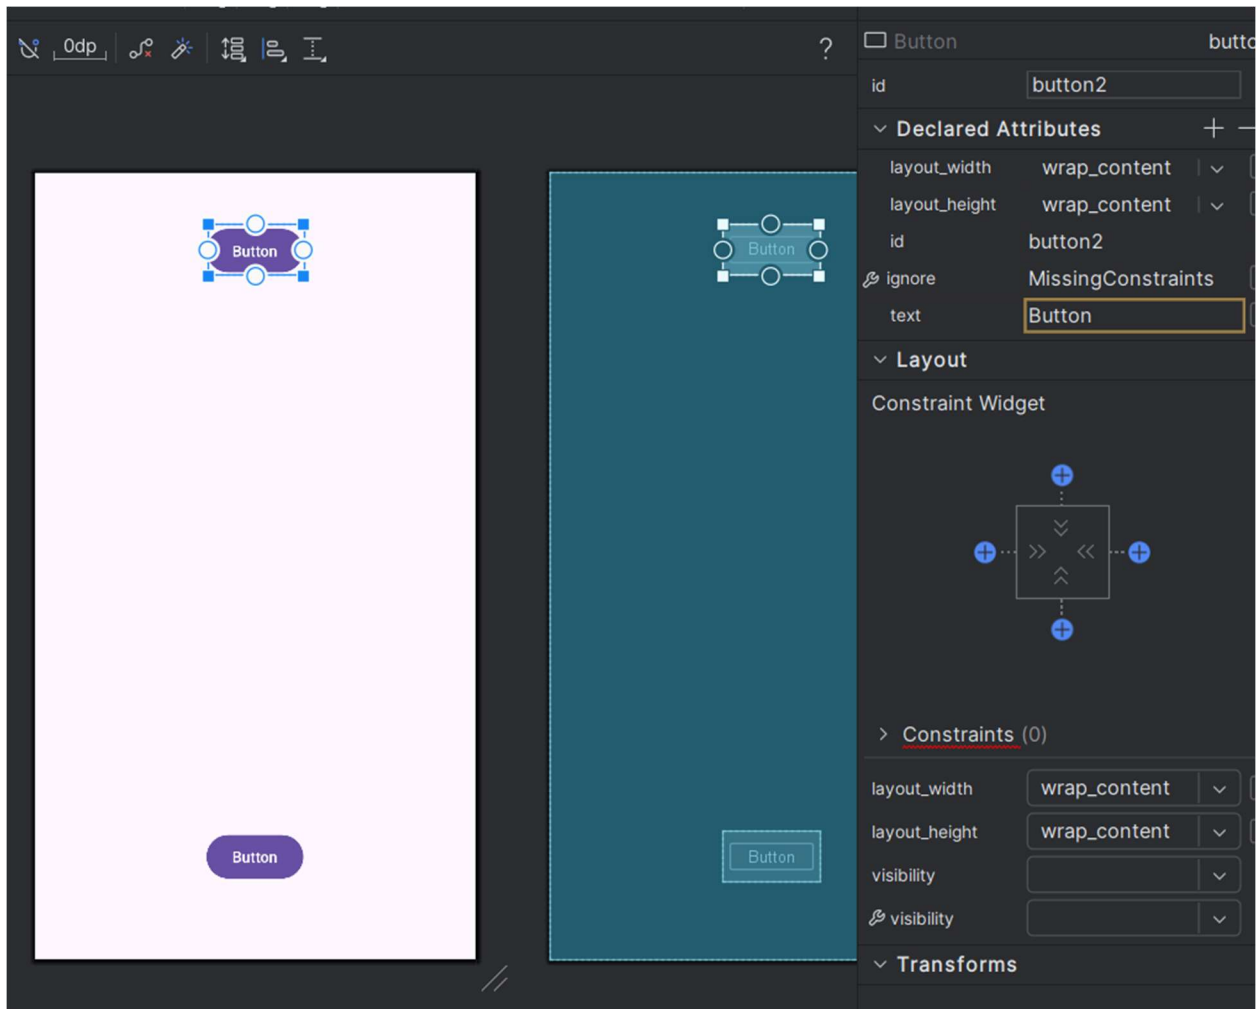 0dp
?
Button
butto
id
button2
Declared Attributes
layout_width
wrap_content
layout_height
wrap_content
id
button2
ignore
MissingConstraints
text
Button
Layout
Constraint Widget
Constraints (0)
layout_width
wrap_content
layout_height
wrap_content
visibility
visibility
Transforms
Button
Button
Button
Button